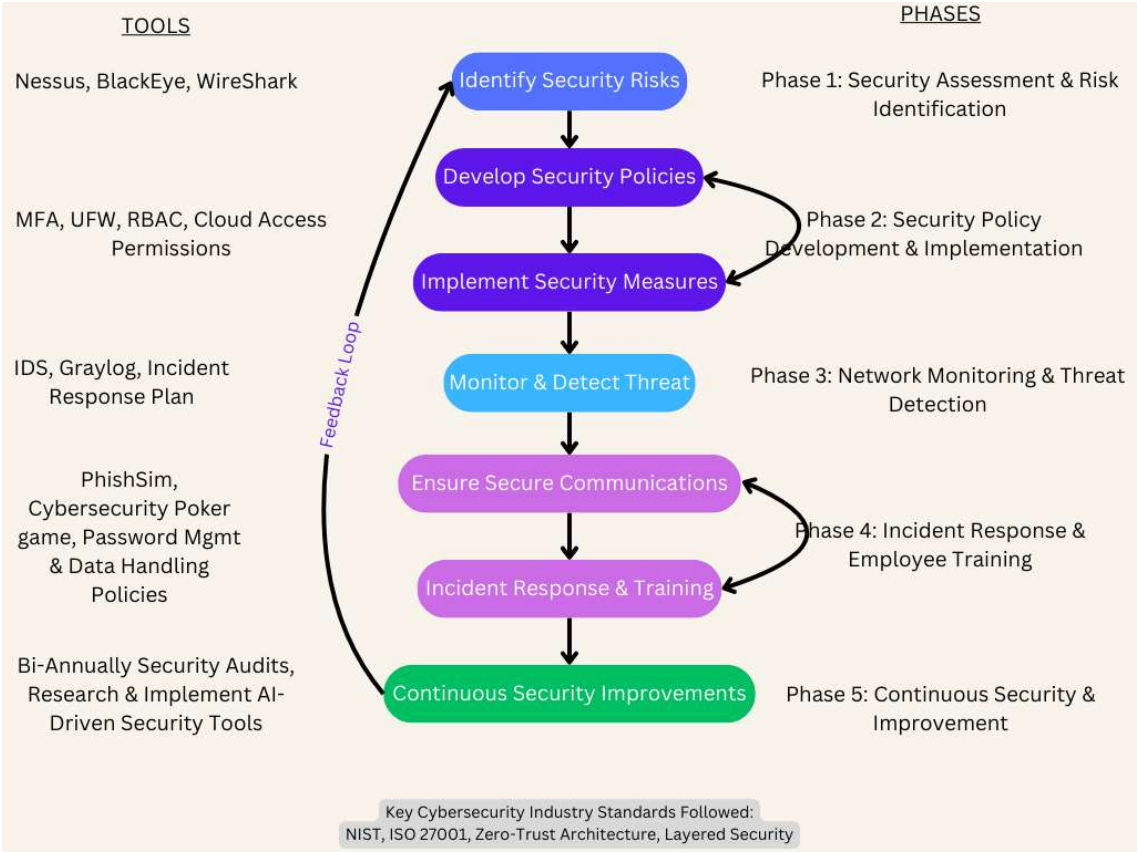 TOOLS
PHASES
Nessus, BlackEye, WireShark
Identify Security Risks
Phase 1: Security Assessment & Risk
Identification
Develop Security Policies
MFA, UFW, RBAC, Cloud Access
Permissions
Phase 2: Security Policy
Development & Implementation
Implement Security Measures
Feedback Loop
IDS, Graylog, Incident
Response Plan
Monitor & Detect Threat
Phase 3: Network Monitoring & Threat
Detection
PhishSim,
Cybersecurity Poker
game, Password Mgmt
& Data Handling
Policies
Ensure Secure Communications
Phase 4: Incident Response &
Employee Training
Incident Response & Training
Bi-Annually Security Audits,
Research & Implement AI-
Driven Security Tools
Continuous Security Improvements
Phase 5: Continuous Security &
Improvement
Key Cybersecurity Industry Standards Followed:
NIST, ISO 27001, Zero-Trust Architecture, Layered Security